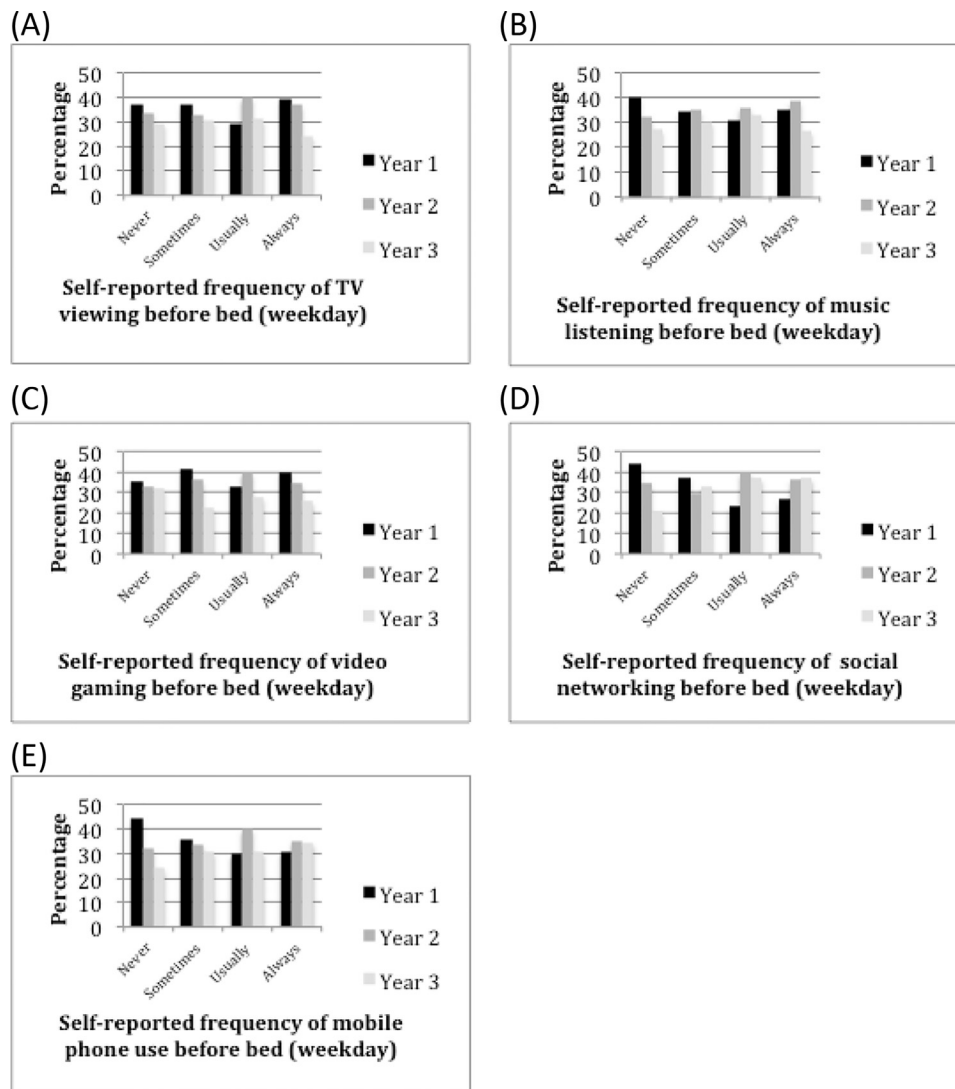 (A)
Percentage
50
40
30
20
10
0
Never
Sometimes
Usually
Always
Year 1
Year 2
Year 3
Self-reported frequency of TV
viewing before bed (weekday)
(B)
Percentage
50
40
30
20
10
0
Never
Sometimes
Usually
Always
Year 1
Year 2
Year 3
Self-reported frequency of music
listening before bed (weekday)
(C)
Percentage
50
40
30
20
10
0
Never
Sometimes
Usually
Always
Year 1
Year 2
Year 3
Self-reported frequency of video
gaming before bed (weekday)
(D)
Percentage
50
40
30
20
10
0
Never
Sometimes
Usually
Always
Year 1
Year 2
Year 3
Self-reported frequency of social
networking before bed (weekday)
(E)
Percentage
50
40
30
20
10
0
Never
Sometimes
Usually
Always
Year 1
Year 2
Year 3
Self-reported frequency of mobile
phone use before bed (weekday)